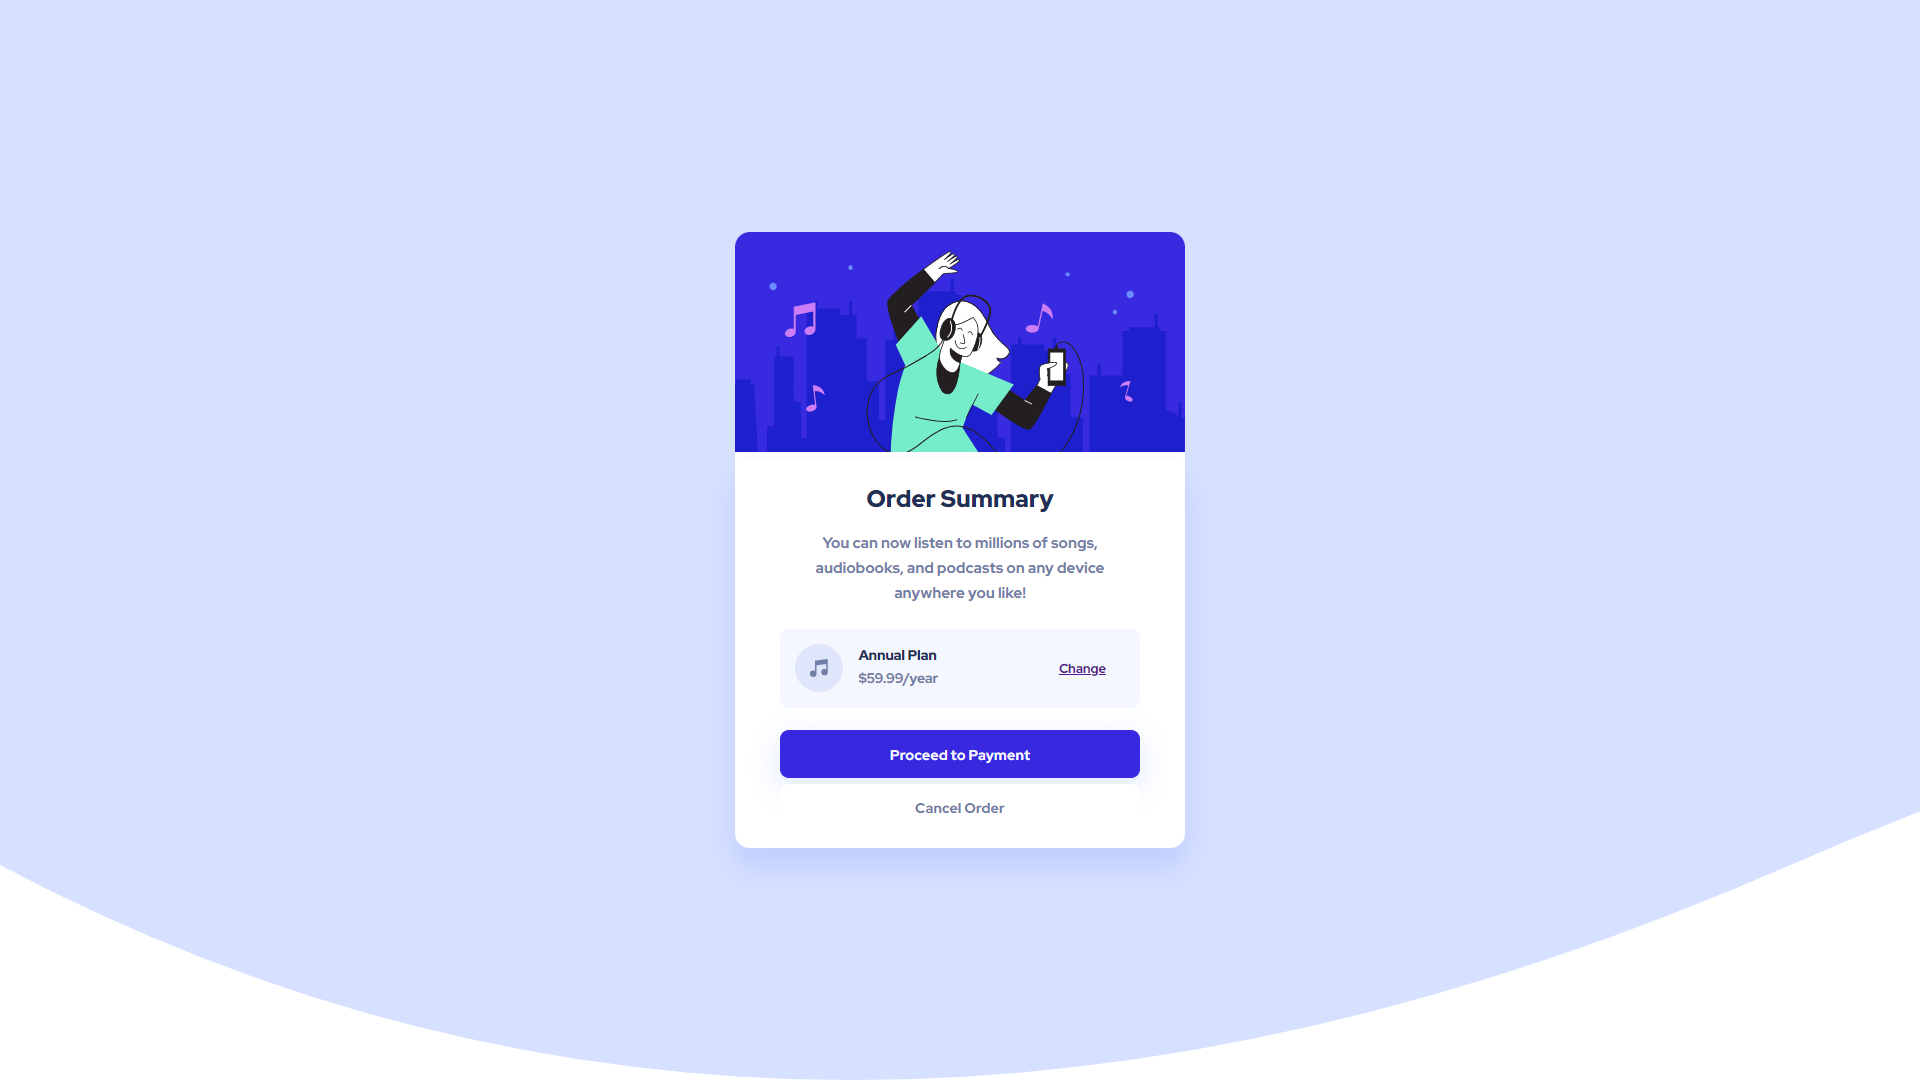 Order Summary
You can now listen to millions of songs,
audiobooks, and podcasts on any device
anywhere you like!
Annual Plan
$59.99/year
Change
Proceed to Payment
Cancel Order